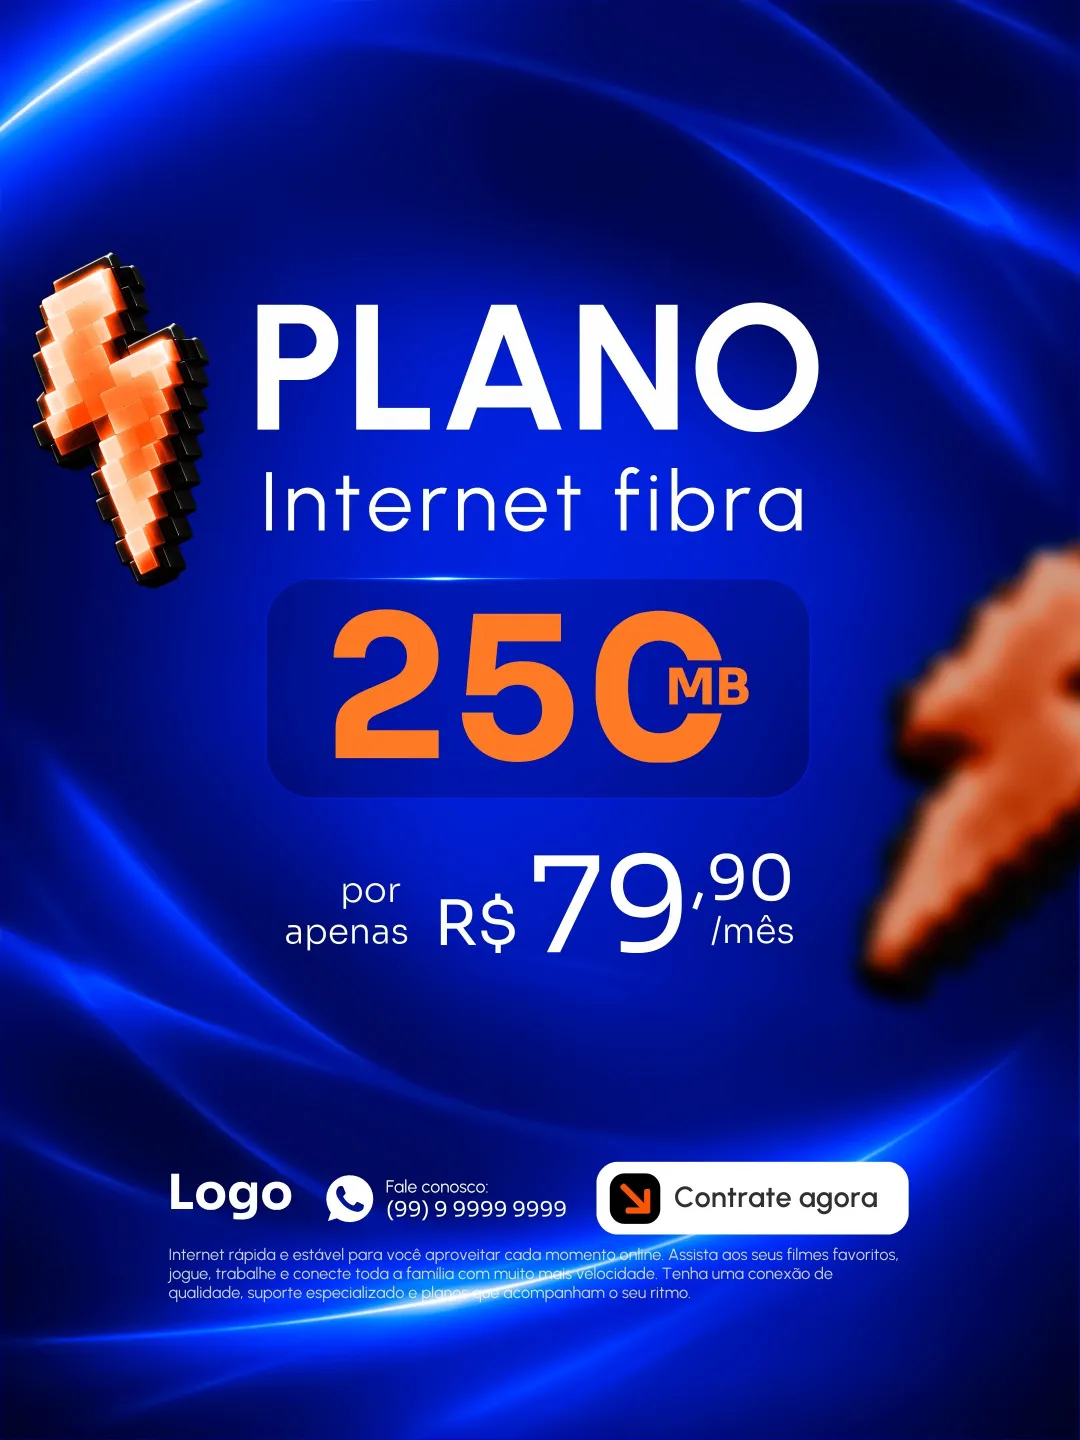 PLANO
Internet fibra
250 MB
por apenas R$ 79,90 /mês
Logo
Fale conosco:
(99) 9 9999 9999
Contrate agora
Internet rápida e estável para você aproveitar cada momento online. Assista aos seus filmes favoritos,
jogue, trabalhe e conecte toda a família com muito mais velocidade. Tenha uma conexão de
qualidade, suporte especializado e planos que acompanham o seu ritmo.